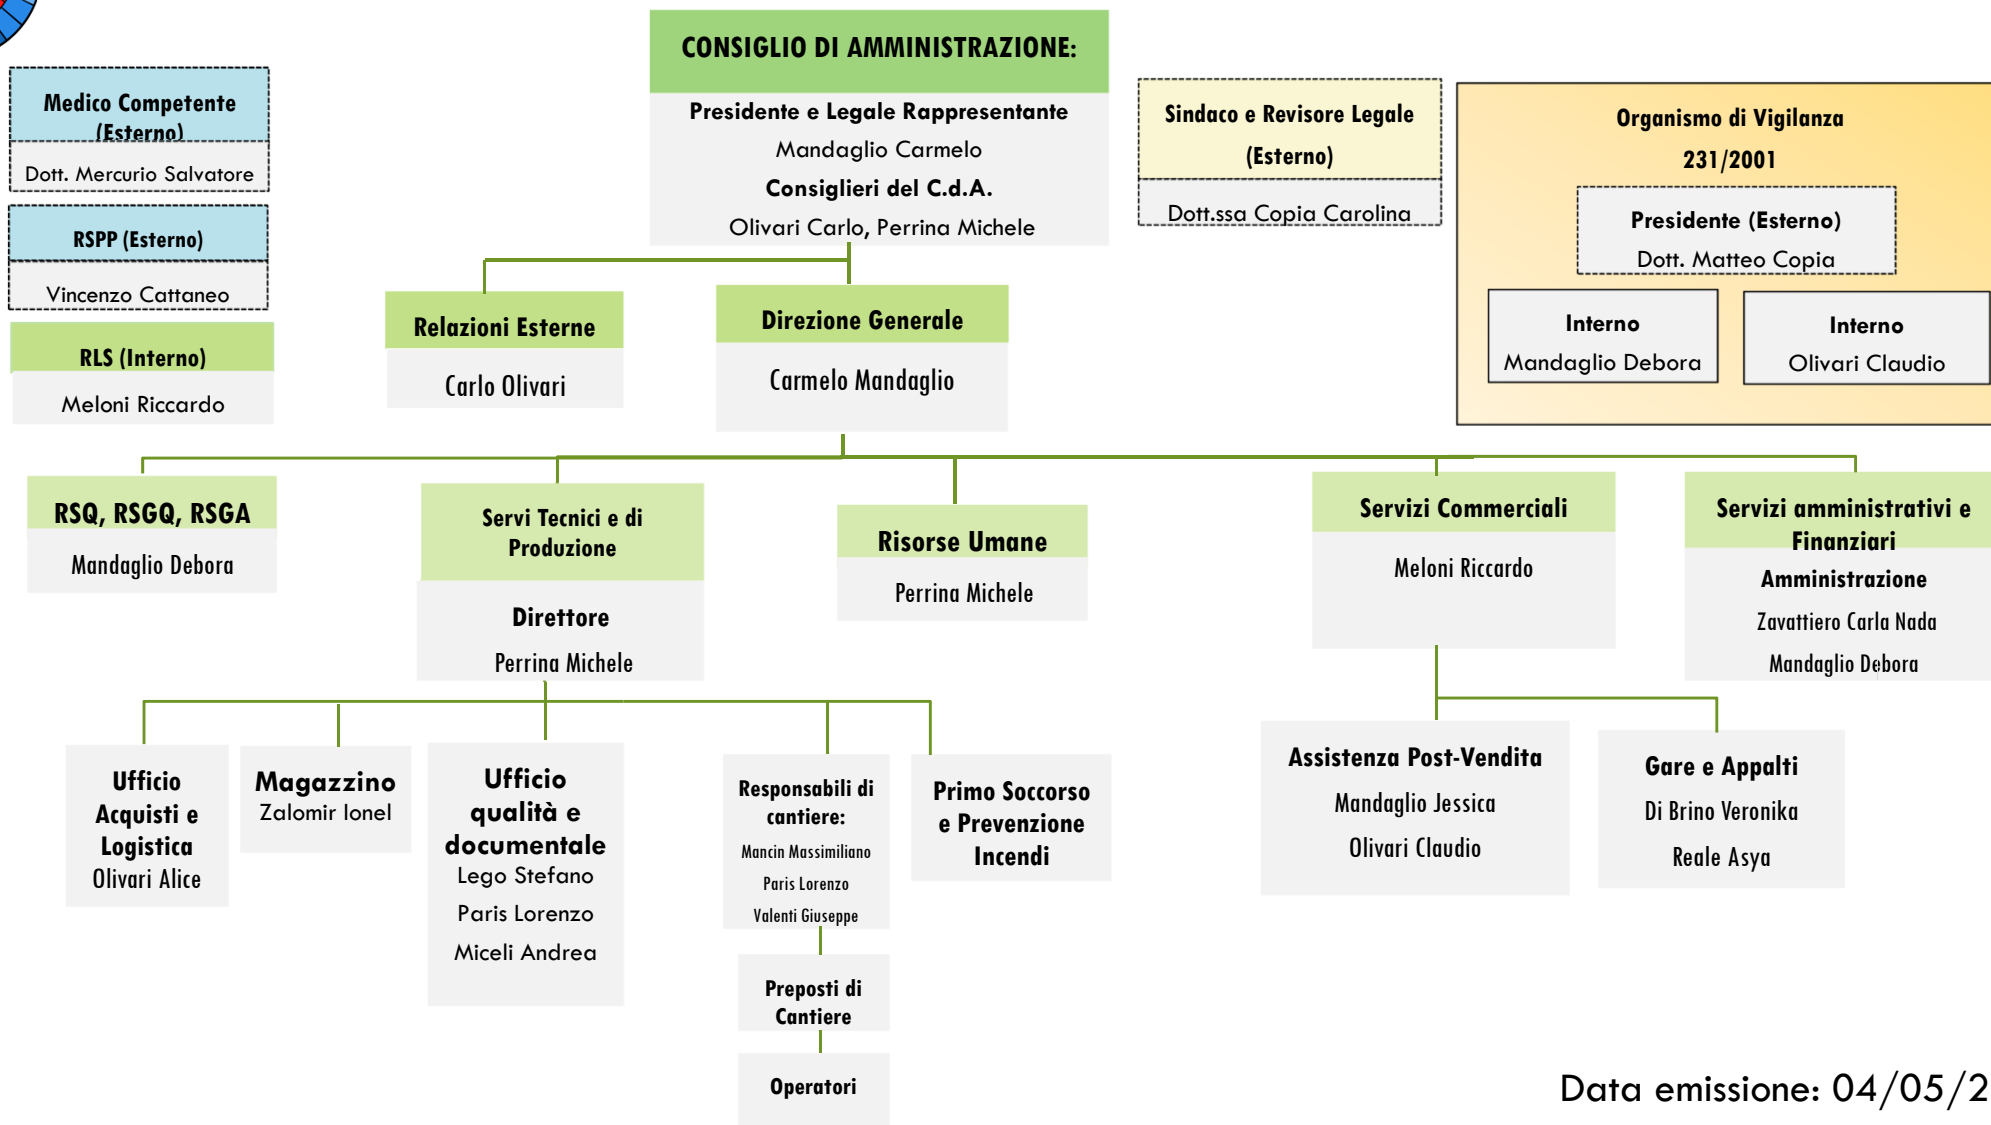 CONSIGLIO DI AMMINISTRAZIONE:
Presidente e Legale Rappresentante
Mandaglio Carmelo
Consiglieri del C.d.A.
Olivari Carlo, Perrina Michele
Medico Competente
(Esterno)
Dott. Mercurio Salvatore
RSPP (Esterno)
Vincenzo Cattaneo
RLS (Interno)
Meloni Riccardo
Sindaco e Revisore Legale
(Esterno)
Dott.ssa Copia Carolina
Organismo di Vigilanza
231/2001
Presidente (Esterno)
Dott. Matteo Copia
Interno
Mandaglio Debora
Interno
Olivari Claudio
Relazioni Esterne
Carlo Olivari
Direzione Generale
Carmelo Mandaglio
RSQ, RSGQ, RSGA
Mandaglio Debora
Servi Tecnici e di
Produzione
Direttore
Perrina Michele
Risorse Umane
Perrina Michele
Servizi Commerciali
Meloni Riccardo
Servizi amministrativi e
Finanziari
Amministrazione
Zavattiero Carla Nada
Mandaglio Debora
Ufficio
Acquisti e
Logistica
Olivari Alice
Magazzino
Zalomir Ionel
Ufficio
qualità e
documentale
Lego Stefano
Paris Lorenzo
Miceli Andrea
Responsabili di
cantiere:
Mancin Massimiliano
Paris Lorenzo
Valenti Giuseppe
Primo Soccorso
e Prevenzione
Incendi
Preposti di
Cantiere
Operatori
Assistenza Post-Vendita
Mandaglio Jessica
Olivari Claudio
Gare e Appalti
Di Brino Veronika
Reale Asya
Data emissione: 04/05/2